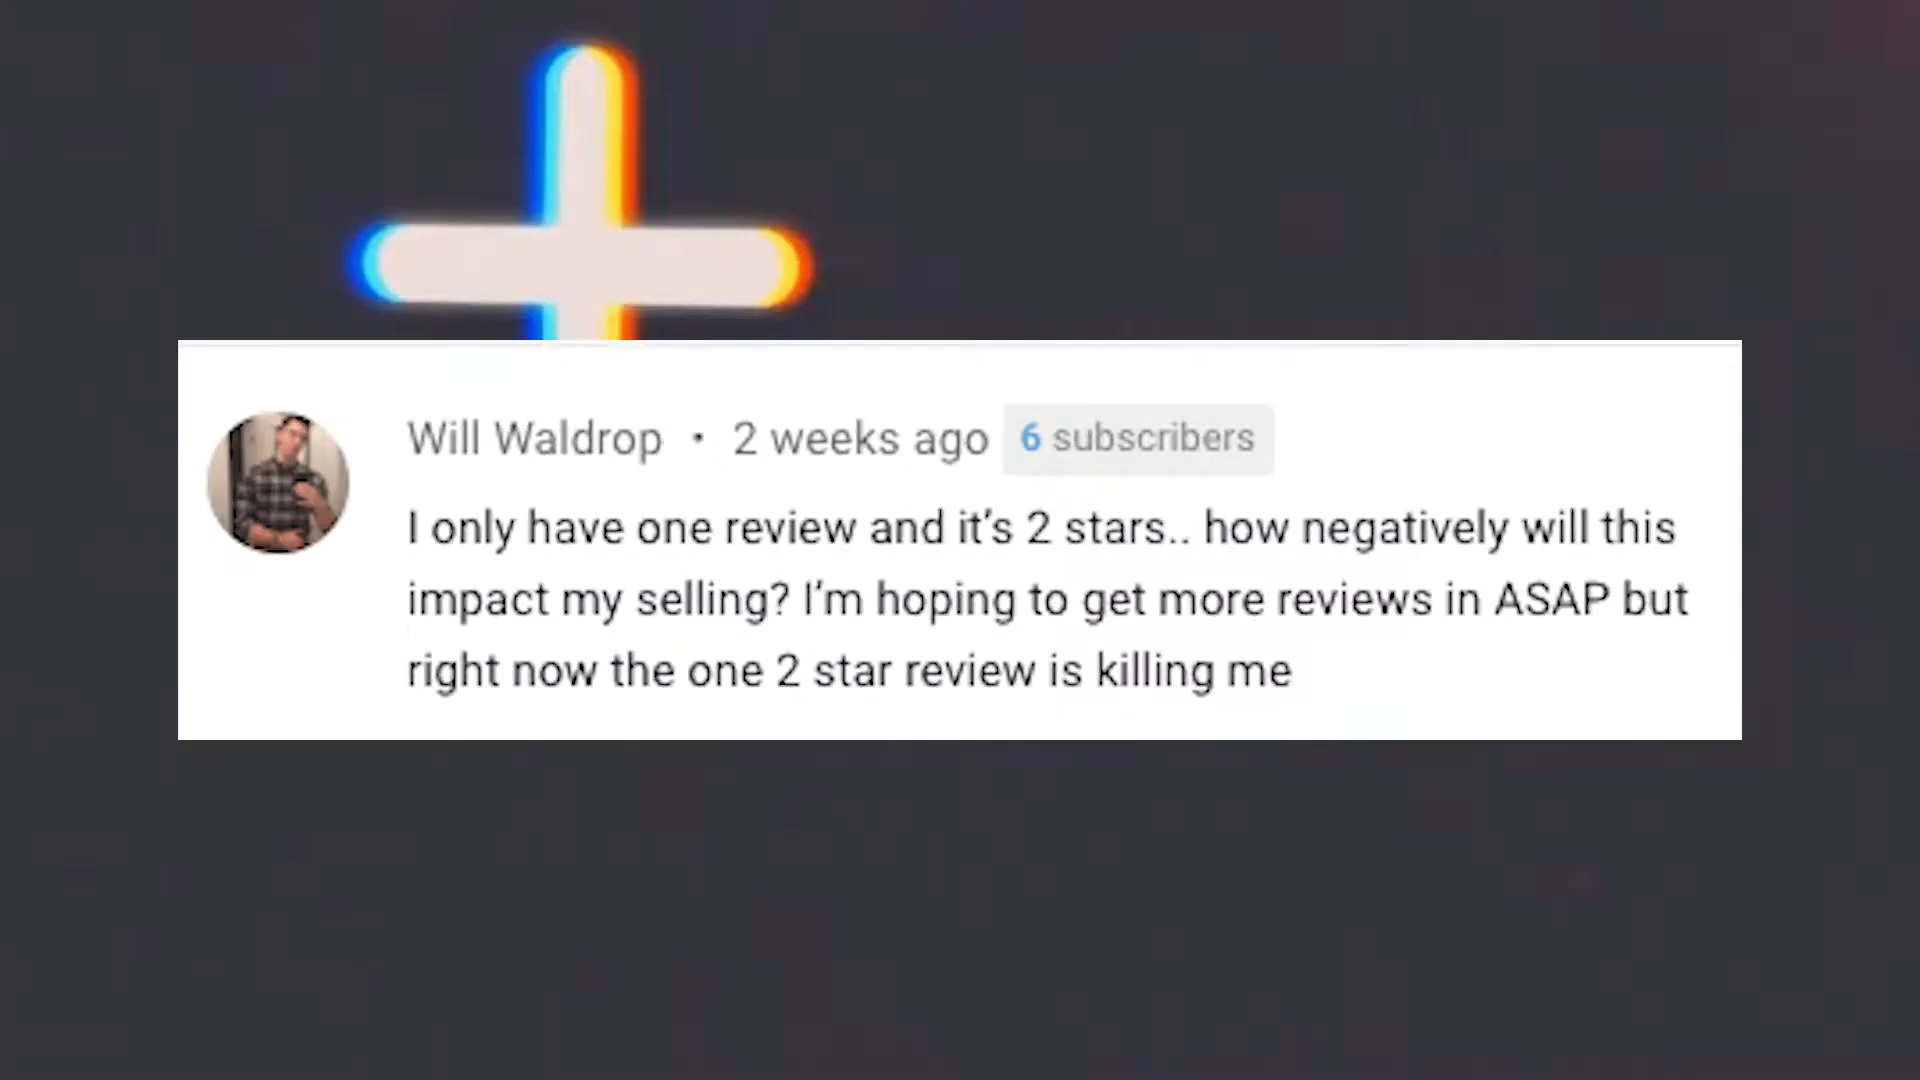 Will Waldrop • 2 weeks ago 6 subscribers
I only have one review and it's 2 stars.. how negatively will this
impact my selling? I'm hoping to get more reviews in ASAP but
right now the one 2 star review is killing me